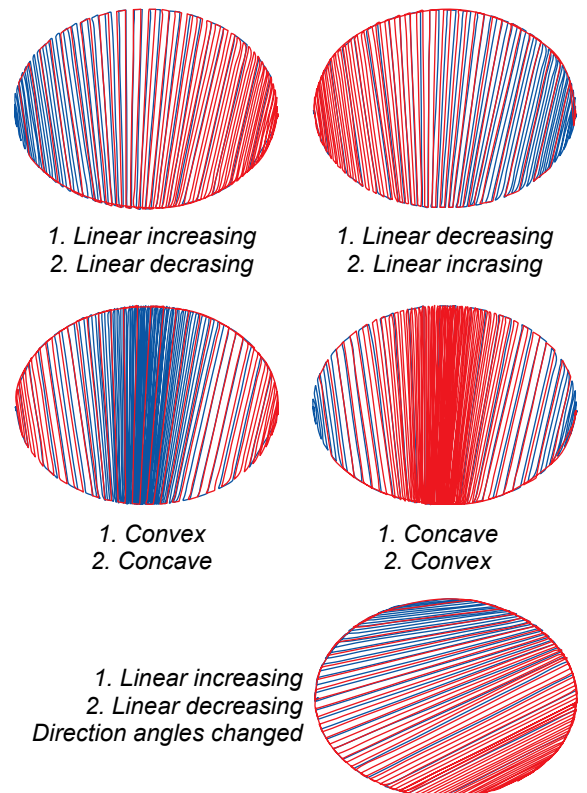 1. Linear increasing
2. Linear decrasing
1. Linear decreasing
2. Linear incrasing
1. Convex
2. Concave
1. Concave
2. Convex
1. Linear increasing
2. Linear decreasing
Direction angles changed